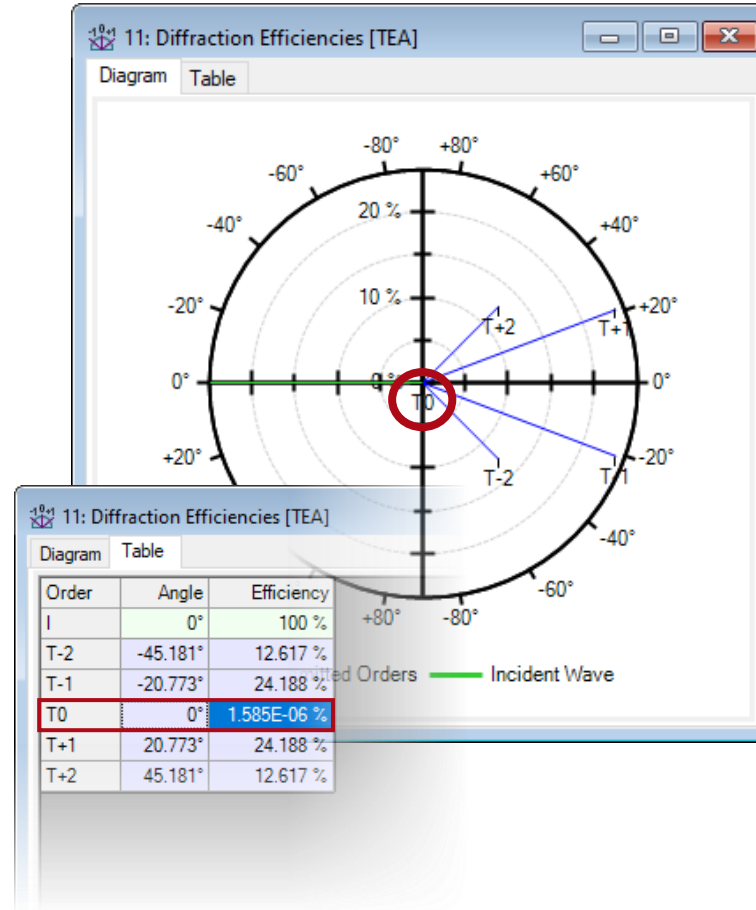 11: Diffraction Efficiencies [TEA]
Diagram Table
-80° +80°
-60° +60°
20 %
-40° +40°
10 %
-20° +20°
T+2 T+1
0° 0 % 0°
T0
+20° -20°
T-2 T-1
-40°
-60°
+80° -80°
itted Orders Incident Wave
11: Diffraction Efficiencies [TEA]
Diagram Table
Order Angle Efficiency
I 0° 100 %
T-2 -45.181° 12.617 %
T-1 -20.773° 24.188 %
T0 0° 1.585E-06 %
T+1 20.773° 24.188 %
T+2 45.181° 12.617 %